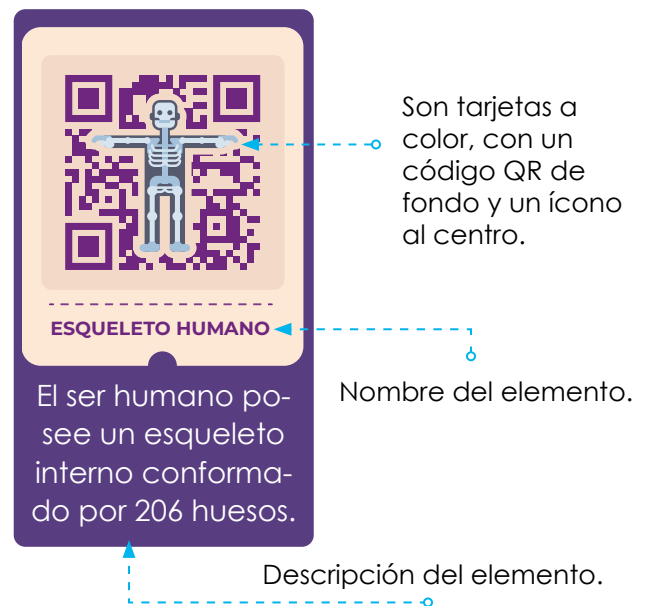 Son tarjetas a
color, con un
código QR de
fondo y un ícono
al centro.
ESQUELETO HUMANO
Nombre del elemento.
El ser humano po-
see un esqueleto
interno conforma-
do por 206 huesos.
Descripción del elemento.